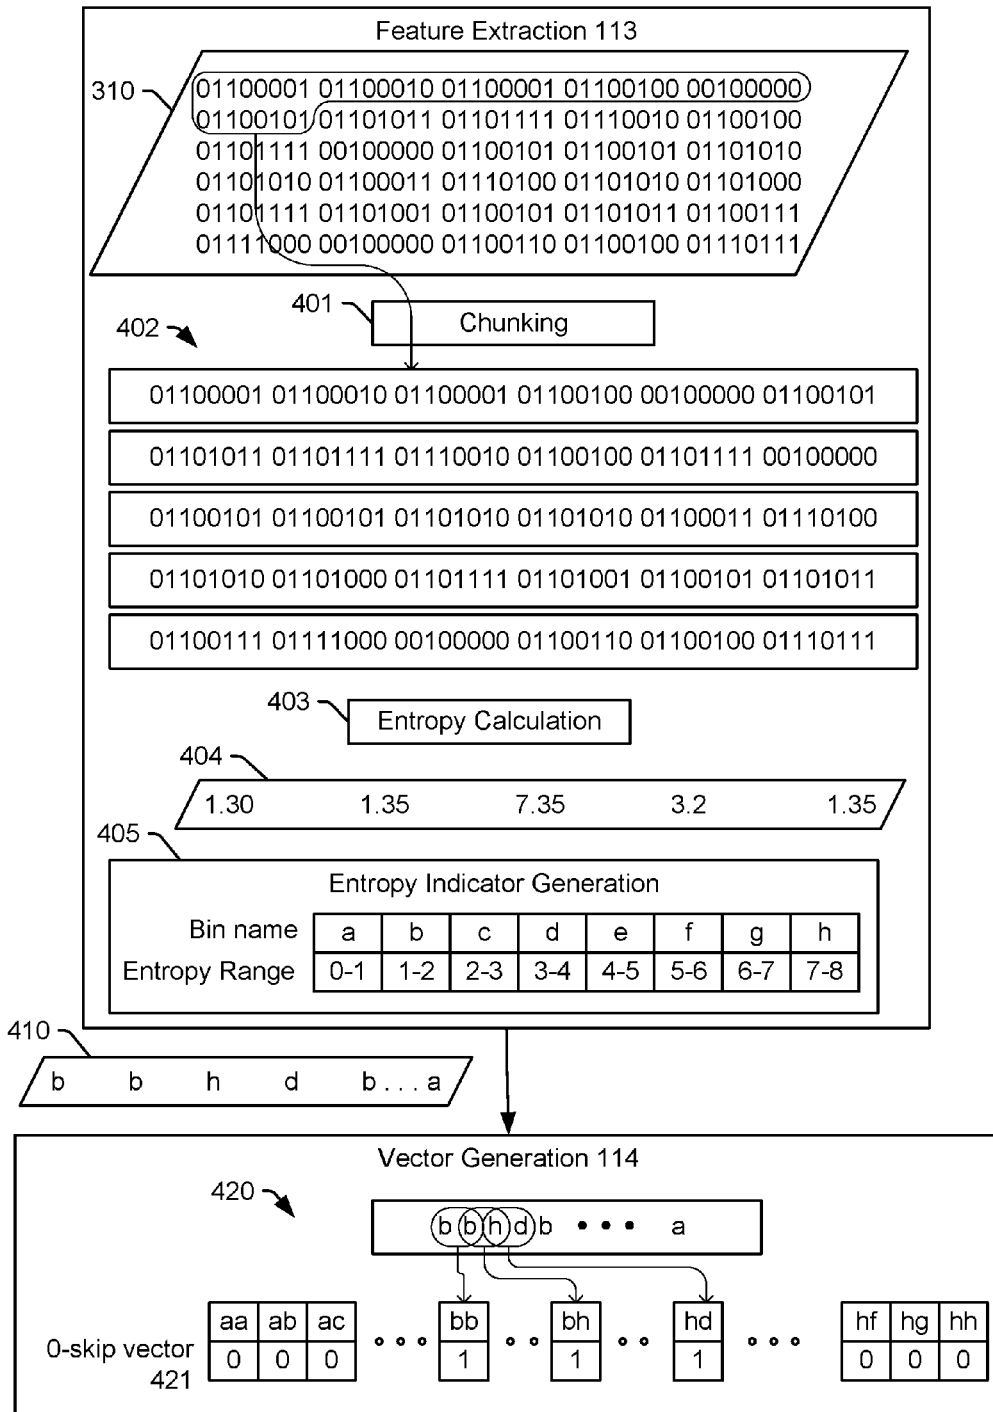 Feature Extraction 113
310
01100001 01100010 01100001 01100100 00100000
01100101 01101011 01101111 01110010 01100100
01101111 00100000 01100101 01100101 01101010
01101010 01100011 01110100 01101010 01101000
01101111 01101001 01100101 01101011 01100111
01111000 00100000 01100110 01100100 01110111
401
Chunking
402
01100001 01100010 01100001 01100100 00100000 01100101
01101011 01101111 01110010 01100100 01101111 00100000
01100101 01100101 01101010 01101010 01100011 01110100
01101010 01101000 01101111 01101001 01100101 01101011
01100111 01111000 00100000 01100110 01100100 01110111
403
Entropy Calculation
404
1.30 1.35 7.35 3.2 1.35
405
Entropy Indicator Generation
Bin name a b c d e f g h
Entropy Range 0-1 1-2 2-3 3-4 4-5 5-6 6-7 7-8
410
b b h d b . . . a
Vector Generation 114
420
b b h d b • • • a
aa ab ac bb bh hd hf hg hh
0-skip vector 0 0 0 1 1 1 0 0 0
421